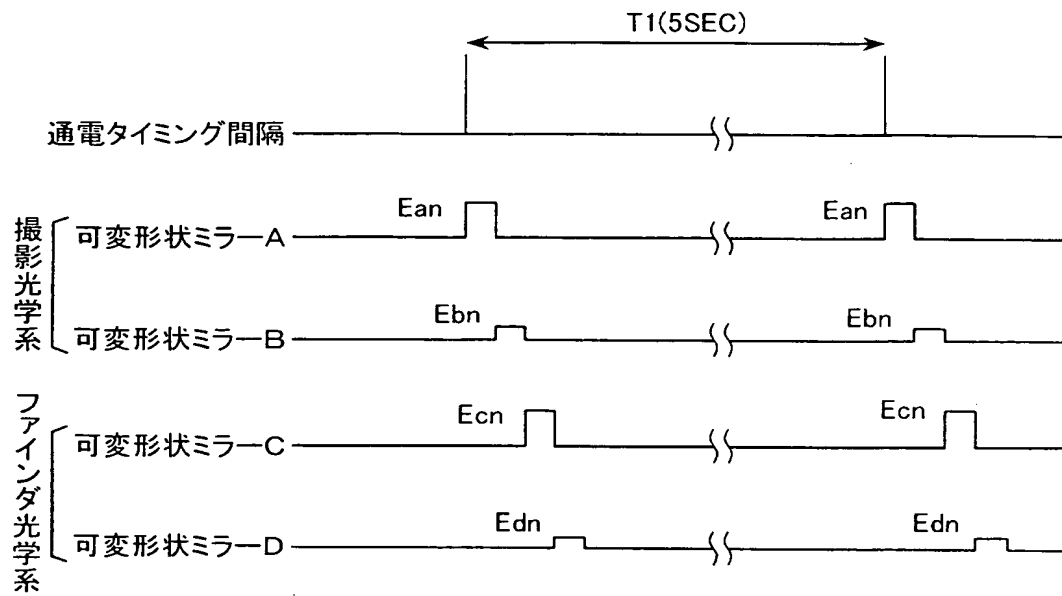 T1(5SEC)
通電タイミング間隔
撮影光学系
Ean
Ean
可変形状ミラーA
Ebn
Ebn
可変形状ミラーB
ファインダ光学系
Ecn
Ecn
可変形状ミラーC
Edn
Edn
可変形状ミラーD